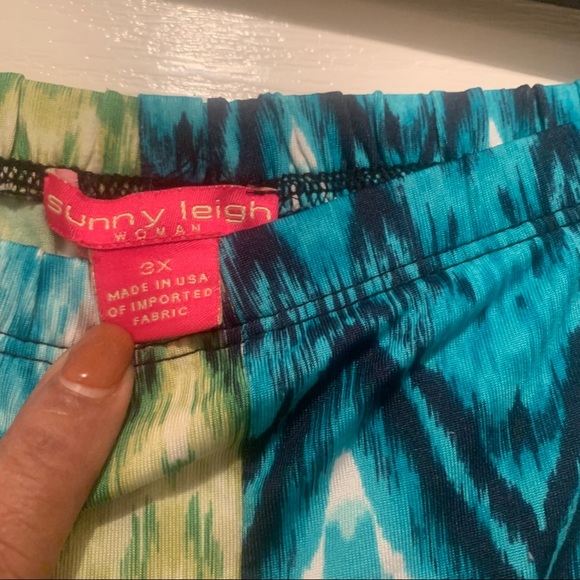 sunny leigh
WOMAN
3X
MADE IN USA
OF IMPORTED
FABRIC